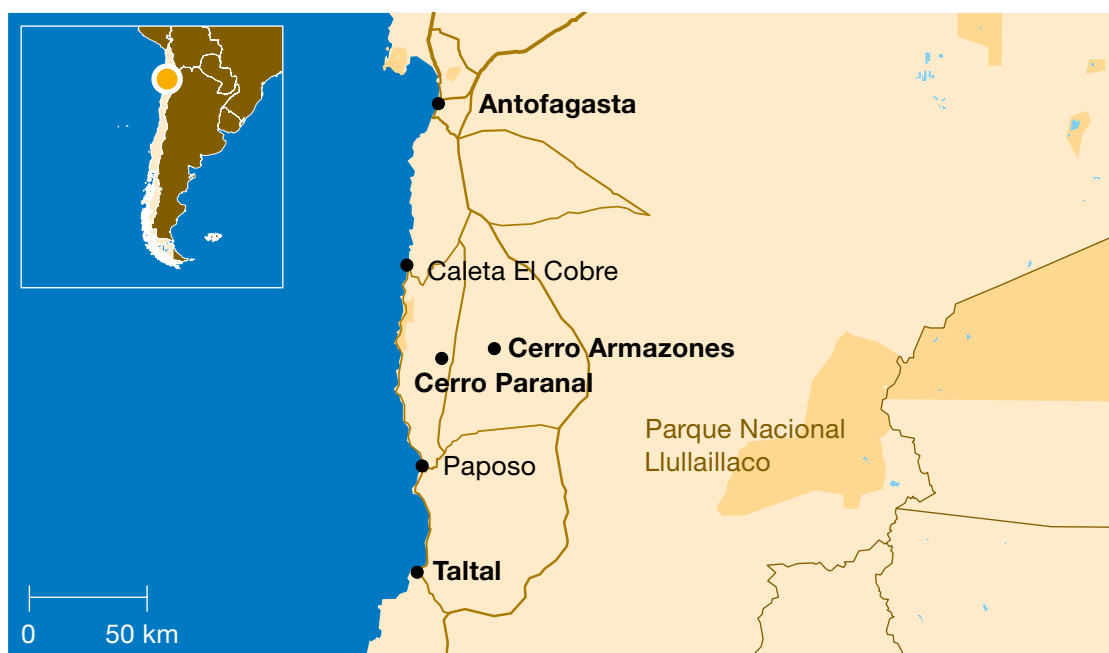 Antofagasta
Caleta El Cobre
Cerro Armazones
Cerro Paranal
Parque Nacional
Llullaillaco
Paposo
Taltal
0 50 km